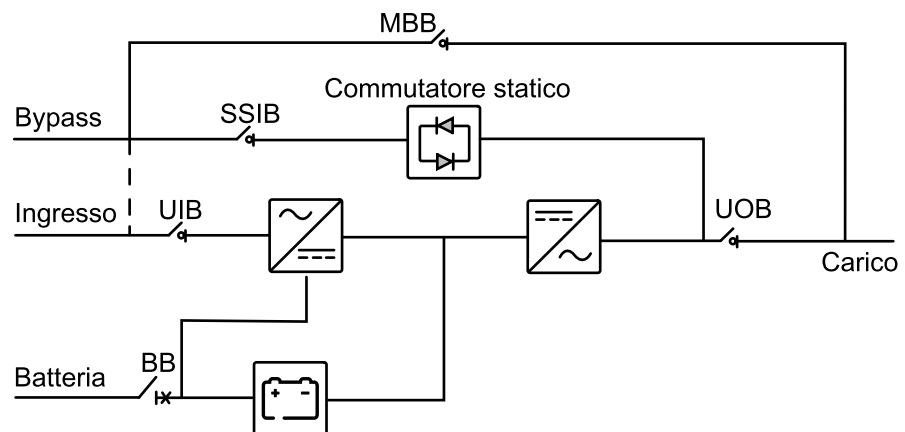 MBB
Commutatore statico
Bypass
SSIB
Ingresso
UIB
UOB
Carico
BB
Batteria